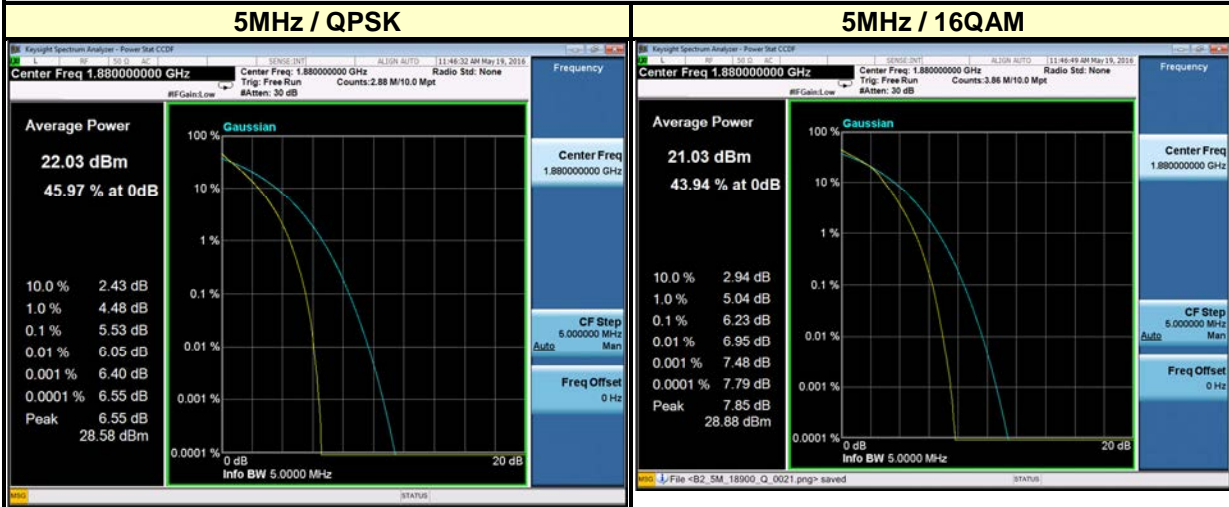 5MHz / QPSK
Keysight Spectrum Analyzer - Power Stat CCDF
L RF 50 Ω AC SENSE:INT ALIGN AUTO 11:46:32 AM May 19, 2016
Center Freq 1.880000000 GHz
Center Freq: 1.880000000 GHz Radio Std: None
Trig: Free Run Counts:2.88 M/10.0 Mpt
#IFGain:Low #Atten: 30 dB
Frequency
Average Power
22.03 dBm
45.97 % at 0dB
10.0 % 2.43 dB
1.0 % 4.48 dB
0.1 % 5.53 dB
0.01 % 6.05 dB
0.001 % 6.40 dB
0.0001 % 6.55 dB
Peak 6.55 dB
28.58 dBm
Gaussian
100 %
10 %
1 %
0.1 %
0.01 %
0.001 %
0.0001 %
0 dB 20 dB
Info BW 5.0000 MHz
Center Freq
1.880000000 GHz
CF Step
5.000000 MHz
Auto Man
Freq Offset
0 Hz
MSG STATUS
5MHz / 16QAM
Keysight Spectrum Analyzer - Power Stat CCDF
L RF 50 Ω AC SENSE:INT ALIGN AUTO 11:46:49 AM May 19, 2016
Center Freq 1.880000000 GHz
Center Freq: 1.880000000 GHz Radio Std: None
Trig: Free Run Counts:3.86 M/10.0 Mpt
#IFGain:Low #Atten: 30 dB
Frequency
Average Power
21.03 dBm
43.94 % at 0dB
10.0 % 2.94 dB
1.0 % 5.04 dB
0.1 % 6.23 dB
0.01 % 6.95 dB
0.001 % 7.48 dB
0.0001 % 7.79 dB
Peak 7.85 dB
28.88 dBm
Gaussian
100 %
10 %
1 %
0.1 %
0.01 %
0.001 %
0.0001 %
0 dB 20 dB
Info BW 5.0000 MHz
Center Freq
1.880000000 GHz
CF Step
5.000000 MHz
Auto Man
Freq Offset
0 Hz
MSG File <B2_5M_18900_Q_0021.png> saved STATUS